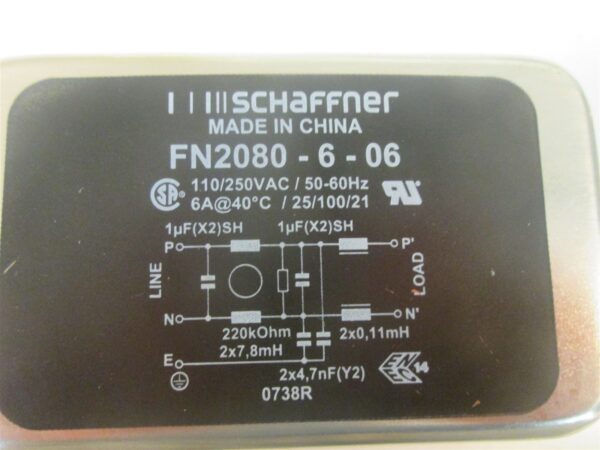 SCHAFFNER
MADE IN CHINA
FN2080 - 6 - 06
110/250VAC / 50-60Hz
6A@40°C / 25/100/21
1µF(X2)SH 1µF(X2)SH
P P'
LINE
LOAD
N N'
220kOhm 2x0,11mH
2x7,8mH
E
2x4,7nF(Y2)
0738R
14